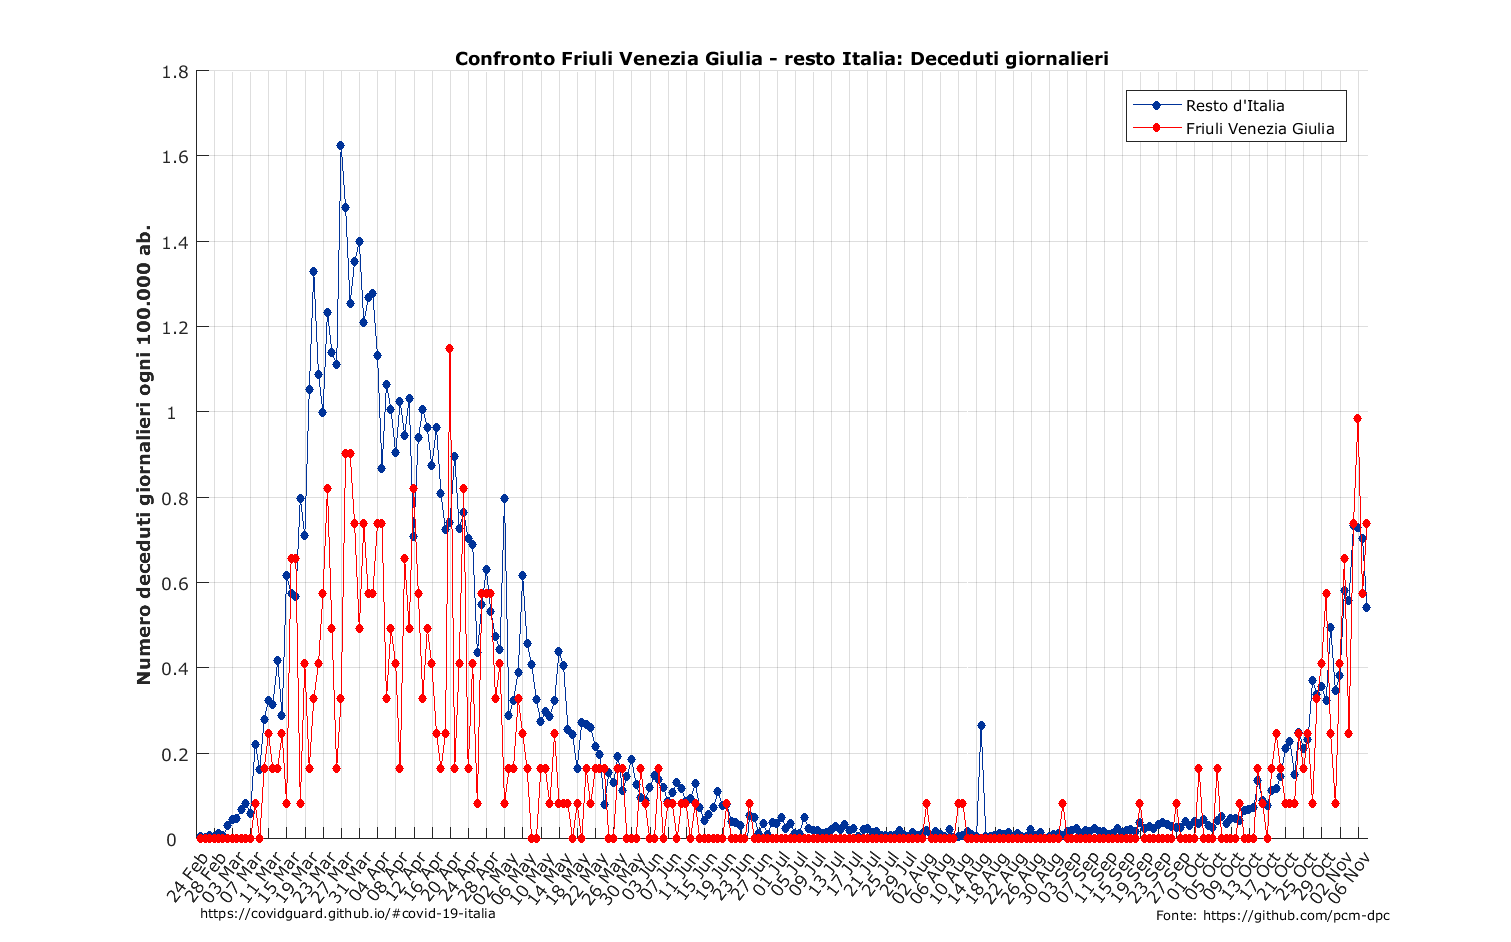 Confronto Friuli Venezia Giulia - resto Italia: Deceduti giornalieri
Resto d'Italia
Friuli Venezia Giulia
Numero deceduti giornalieri ogni 100.000 ab.
1.8
1.6
1.4
1.2
1
0.8
0.6
0.4
0.2
0
24 Feb
28 Feb
03 Mar
07 Mar
11 Mar
15 Mar
19 Mar
23 Mar
27 Mar
31 Mar
04 Apr
08 Apr
12 Apr
16 Apr
20 Apr
24 Apr
28 Apr
02 May
06 May
10 May
14 May
18 May
22 May
26 May
30 May
03 Jun
07 Jun
11 Jun
15 Jun
19 Jun
23 Jun
27 Jun
01 Jul
05 Jul
09 Jul
13 Jul
17 Jul
21 Jul
25 Jul
29 Jul
02 Aug
06 Aug
10 Aug
14 Aug
18 Aug
22 Aug
26 Aug
30 Aug
03 Sep
07 Sep
11 Sep
15 Sep
19 Sep
23 Sep
27 Sep
01 Oct
05 Oct
09 Oct
13 Oct
17 Oct
21 Oct
25 Oct
29 Oct
02 Nov
06 Nov
https://covidguard.github.io/#covid-19-italia
Fonte: https://github.com/pcm-dpc